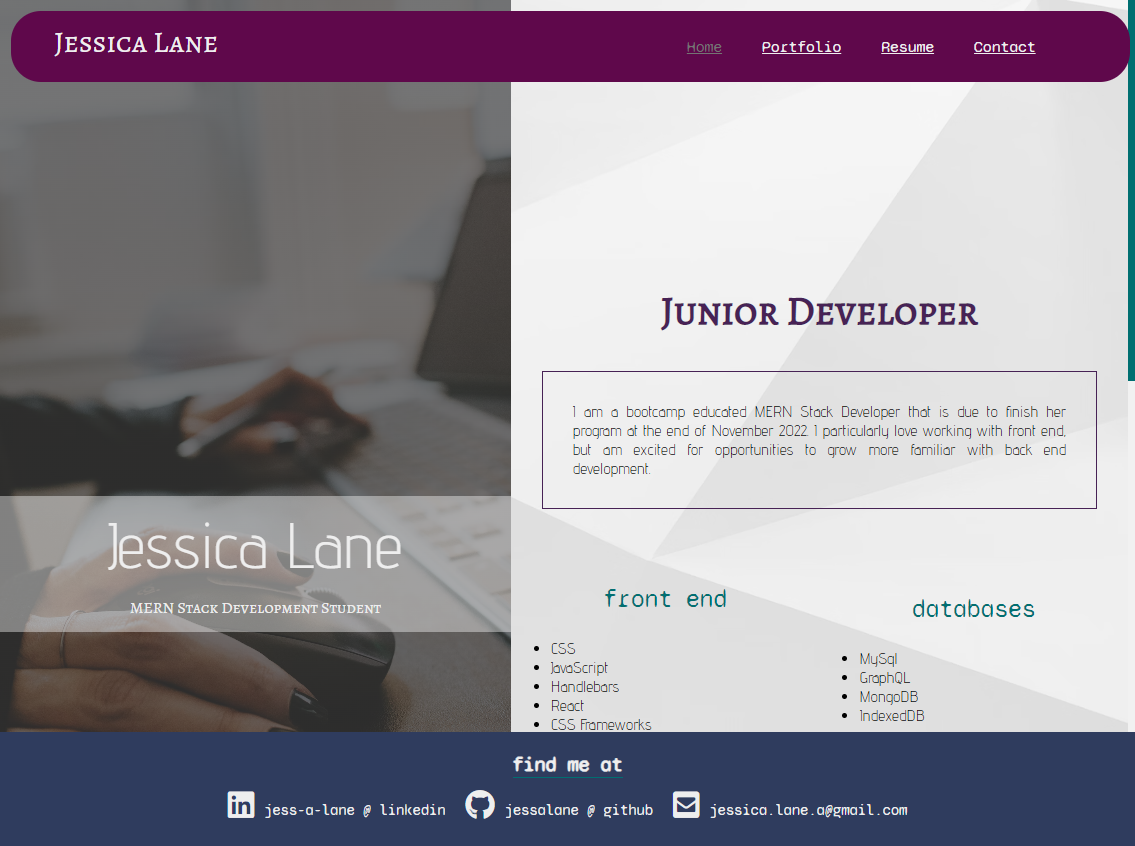 Jessica Lane
Home Portfolio Resume Contact
Jessica Lane
MERN Stack Development Student
Junior Developer
I am a bootcamp educated MERN Stack Developer that is due to finish her
program at the end of November 2022. I particularly love working with front end,
but am excited for opportunities to grow more familiar with back end
development.
front end
CSS
JavaScript
Handlebars
React
CSS Frameworks
databases
MySql
GraphQL
MongoDB
IndexedDB
find me at
jess-a-lane @ linkedin jessalane @ github jessica.lane.a@gmail.com